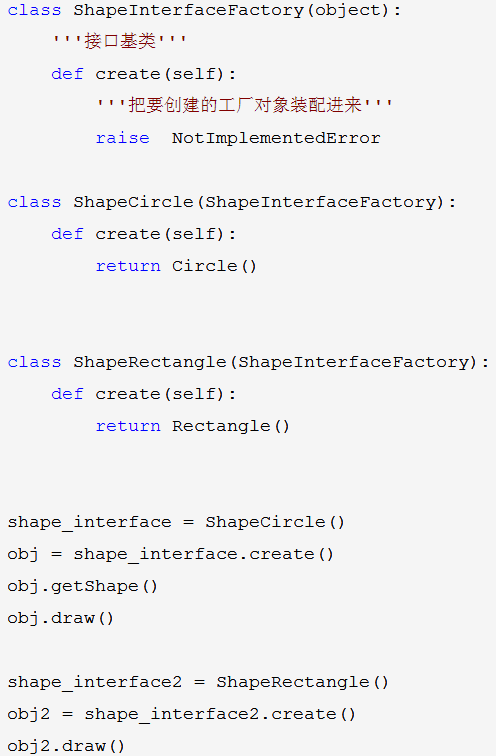 class ShapeInterfaceFactory(object):
    '''接口基类'''
    def create(self):
        '''把要创建的工厂对象装配进来'''
        raise  NotImplementedError
class ShapeCircle(ShapeInterfaceFactory):
    def create(self):
        return Circle()
class ShapeRectangle(ShapeInterfaceFactory):
    def create(self):
        return Rectangle()
shape_interface = ShapeCircle()
obj = shape_interface.create()
obj.getShape()
obj.draw()
shape_interface2 = ShapeRectangle()
obj2 = shape_interface2.create()
obj2.draw()